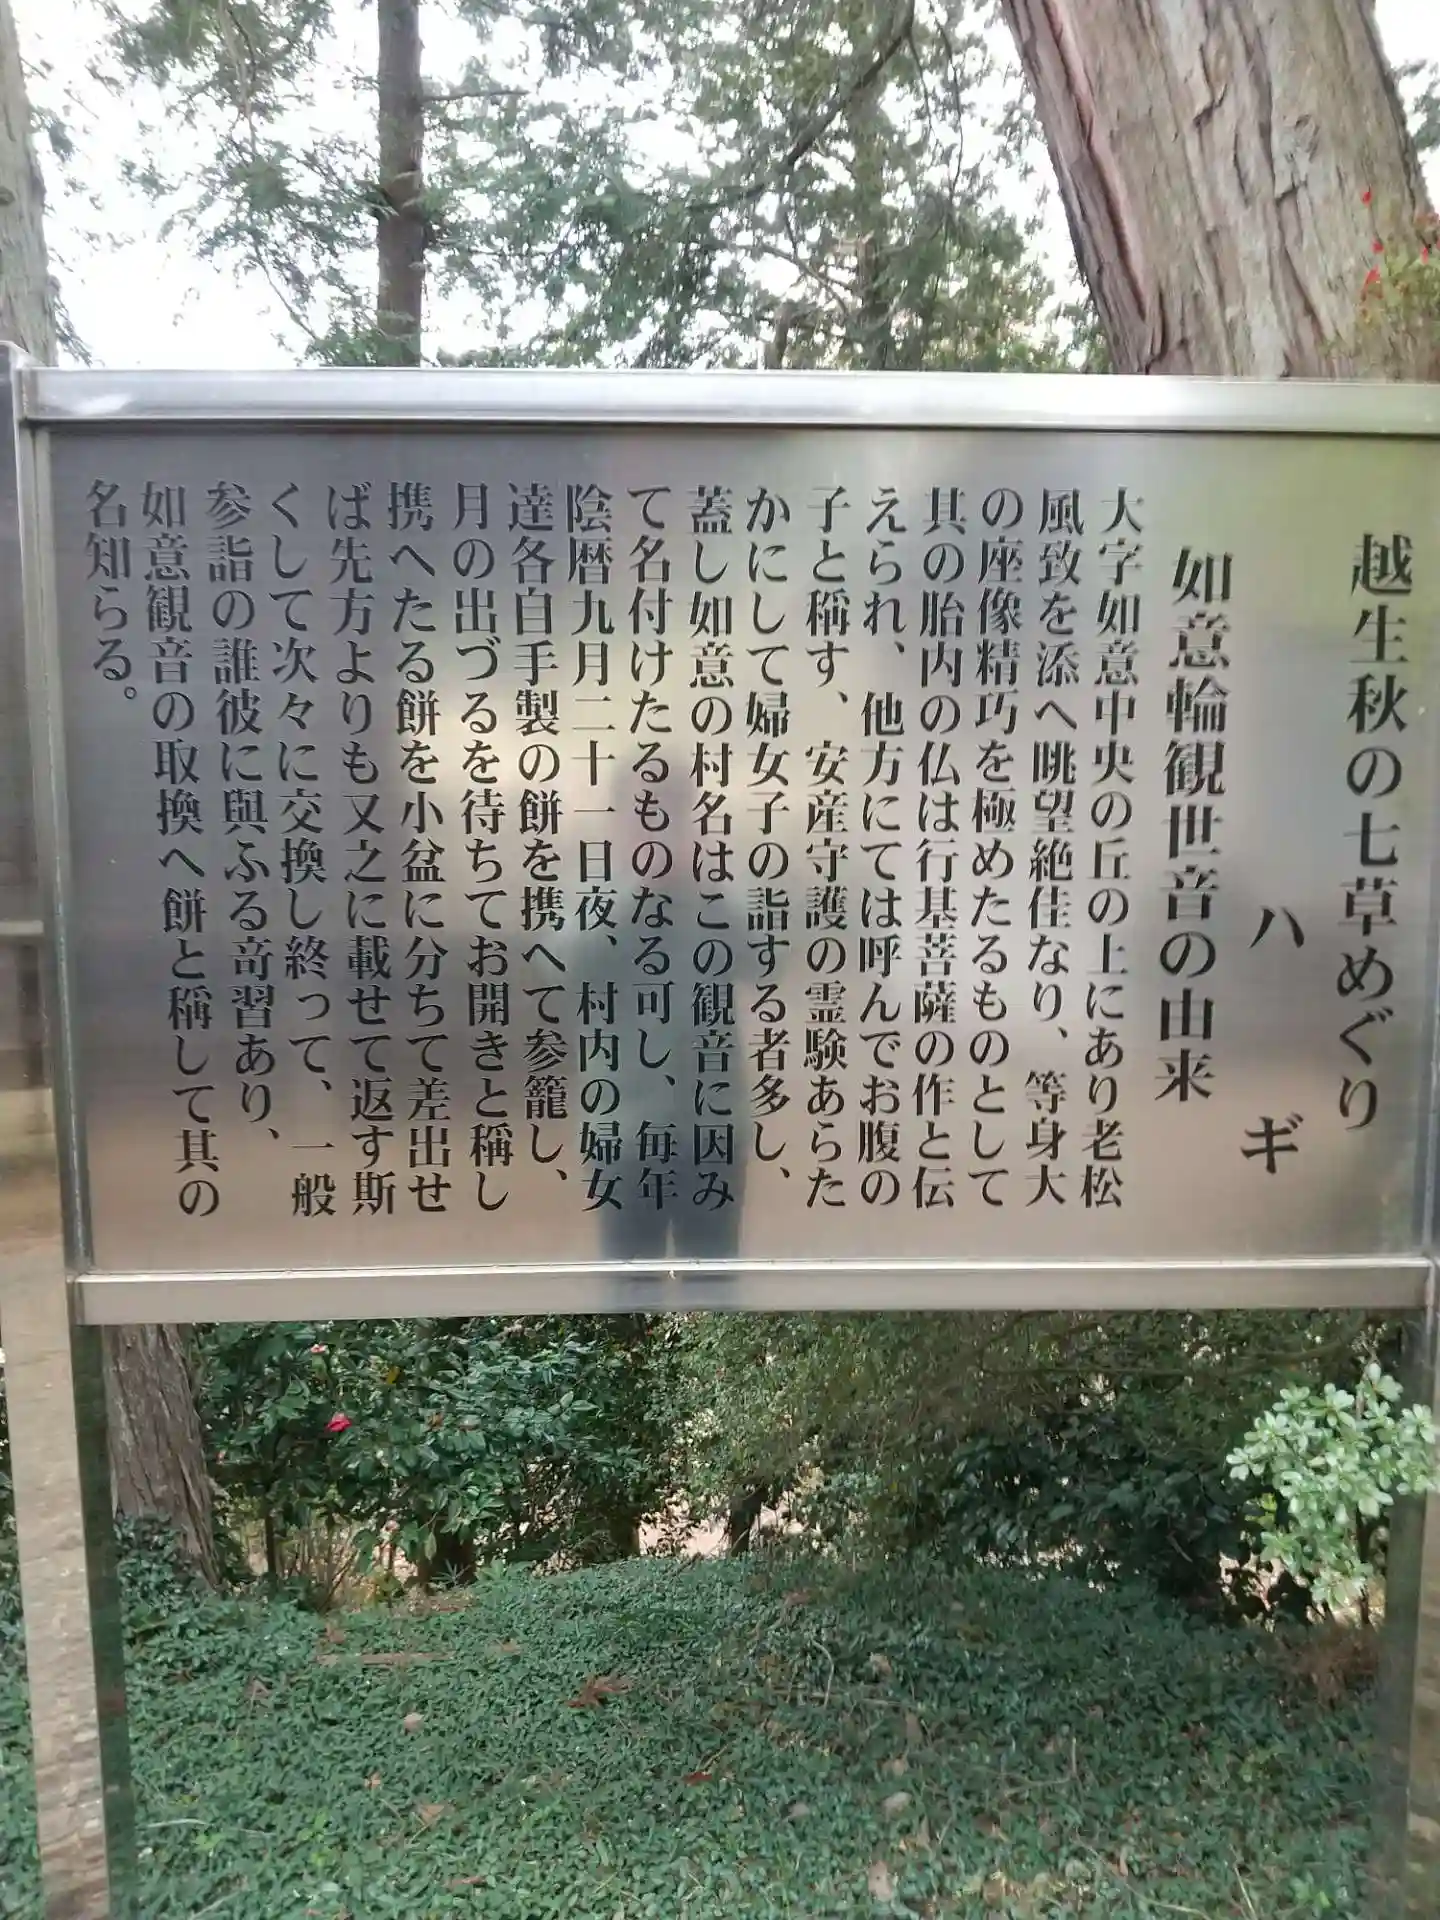 越生秋の七草めぐり
ハギ
如意輪観世音の由来
大字如意中央の丘の上にあり老松
風致を添へ眺望絶佳なり、等身大
の座像精巧を極めたるものとして
其の胎内の仏は行基菩薩の作と伝
えられ、他方にては呼んでお腹の
子と稱す、安産守護の霊験あらた
かにして婦女子の詣する者多し、
蓋し如意の村名はこの観音に因み
て名付けたるものなる可し、毎年
陰暦九月二十一日夜、村内の婦女
達各自手製の餅を携へて参籠し、
月の出づるを待ちてお開きと稱し
携へたる餅を小盆に分ちて差出せ
ば先方よりも又之に載せて返す斯
くして次々に交換し終って、一般
参詣の誰彼に與ふる奇習あり、
如意観音の取換へ餅と稱して其の
名知らる。